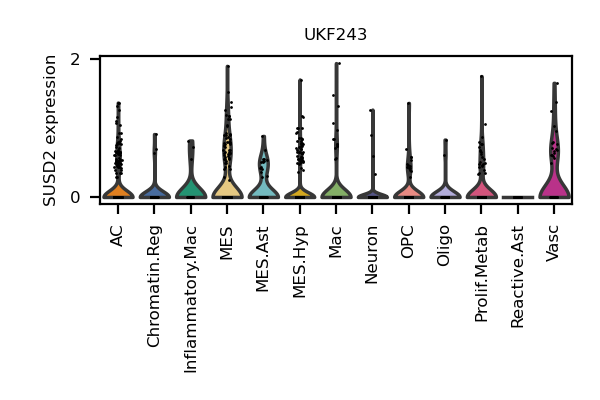 UKF243
SUSD2 expression
2
0
AC
Chromatin.Reg
Inflammatory.Mac
MES
MES.Ast
MES.Hyp
Mac
Neuron
OPC
Oligo
Prolif.Metab
Reactive.Ast
Vasc